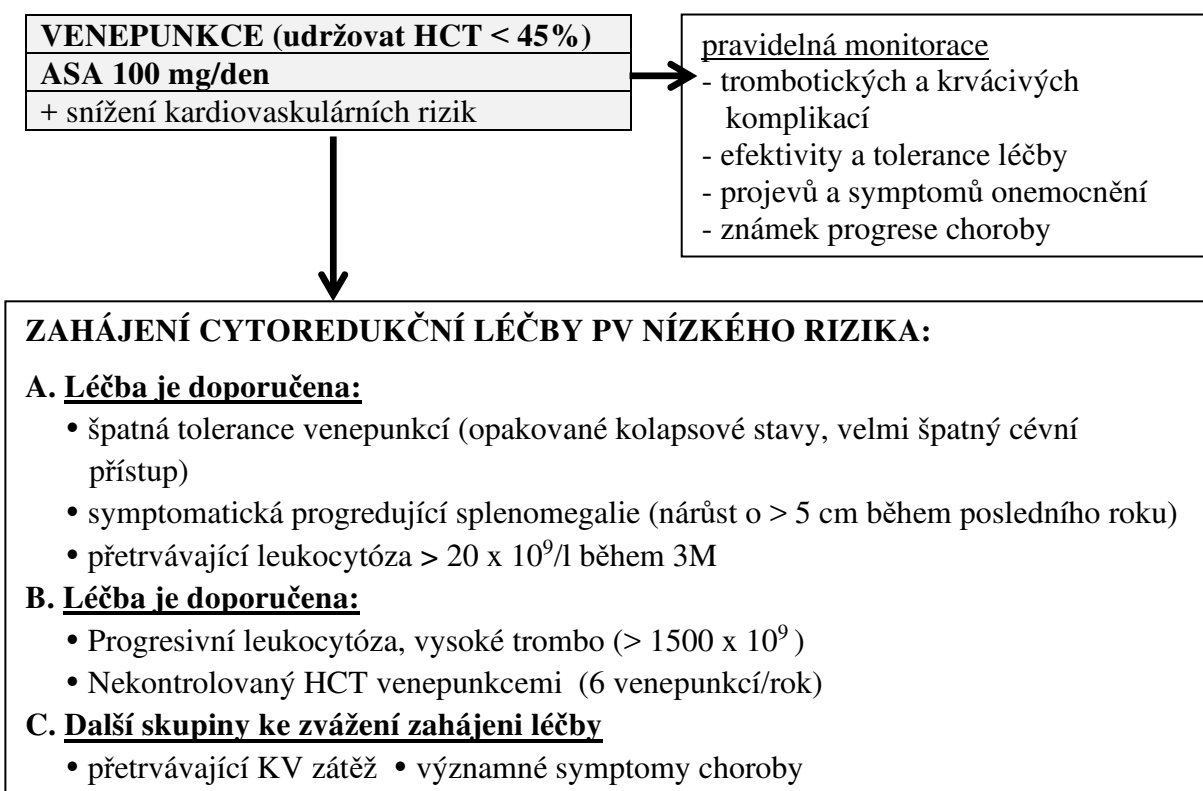 VENEPUNKCE (udržovat HCT < 45%)
ASA 100 mg/den
+ snížení kardiovaskulárních rizik
pravidelná monitorace
- trombotických a krvácivých
komplikací
- efektivity a tolerance léčby
- projevů a symptomů onemocnění
- známek progrese choroby
ZAHÁJENÍ CYTOREDUKČNÍ LÉČBY PV NÍZKÉHO RIZIKA:
A. Léčba je doporučena:
• špatná tolerance venepunkcí (opakované kolapsové stavy, velmi špatný cévní
přístup)
• symptomatická progredující splenomegalie (nárůst o > 5 cm během posledního roku)
• přetrvávající leukocytóza > 20 x 10⁹/l během 3M
B. Léčba je doporučena:
• Progresivní leukocytóza, vysoké trombo (> 1500 x 10⁹ )
• Nekontrolovaný HCT venepunkcemi (6 venepunkcí/rok)
C. Další skupiny ke zvážení zahájeni léčby
• přetrvávající KV zátěž • významné symptomy choroby